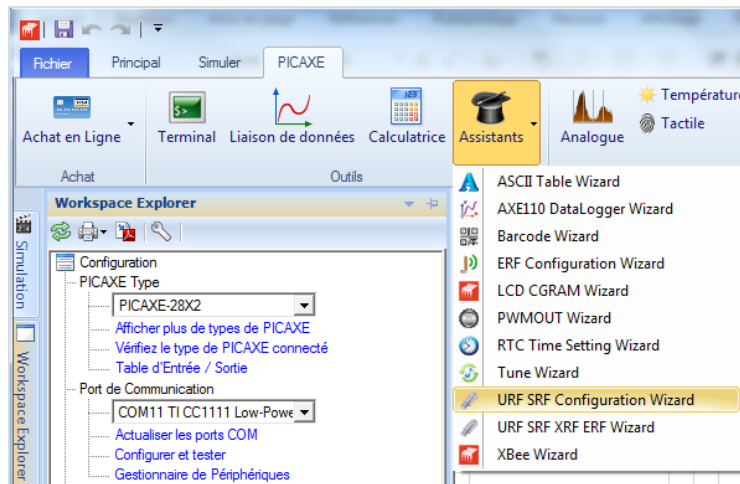 Fichier Principal Simuler PICAXE
Achat en Ligne Terminal Liaison de données Calculatrice Assistants Analogue Température
Tactile
Achat Outils
Workspace Explorer
Simulation
Workspace Explorer
Configuration
PICAXE Type
PICAXE-28X2
Afficher plus de types de PICAXE
Vérifiez le type de PICAXE connecté
Table d'Entrée / Sortie
Port de Communication
COM11 TI CC1111 Low-Powe
Actualiser les ports COM
Configurer et tester
Gestionnaire de Périphériques
ASCII Table Wizard
AXE110 DataLogger Wizard
Barcode Wizard
ERF Configuration Wizard
LCD CGRAM Wizard
PWMOUT Wizard
RTC Time Setting Wizard
Tune Wizard
URF SRF Configuration Wizard
URF SRF XRF ERF Wizard
XBee Wizard